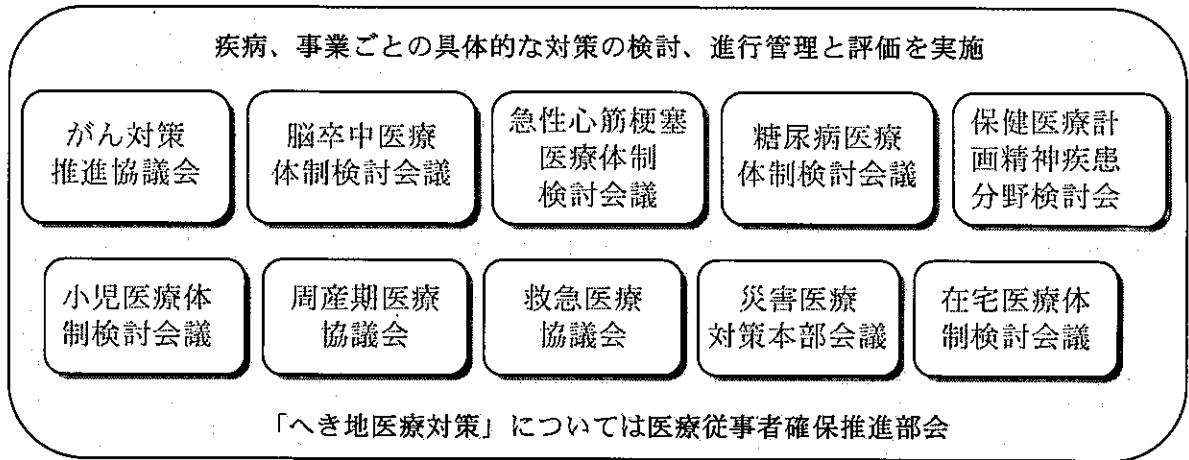 疾病、事業ごとの具体的な対策の検討、進行管理と評価を実施
がん対策
推進協議会
脳卒中医療
体制検討会議
急性心筋梗塞
医療体制
検討会議
糖尿病医療
体制検討会議
保健医療計
画精神疾患
分野検討会
小児医療体
制検討会議
周産期医療
協議会
救急医療
協議会
災害医療
対策本部会議
在宅医療体
制検討会議
「へき地医療対策」については医療従事者確保推進部会